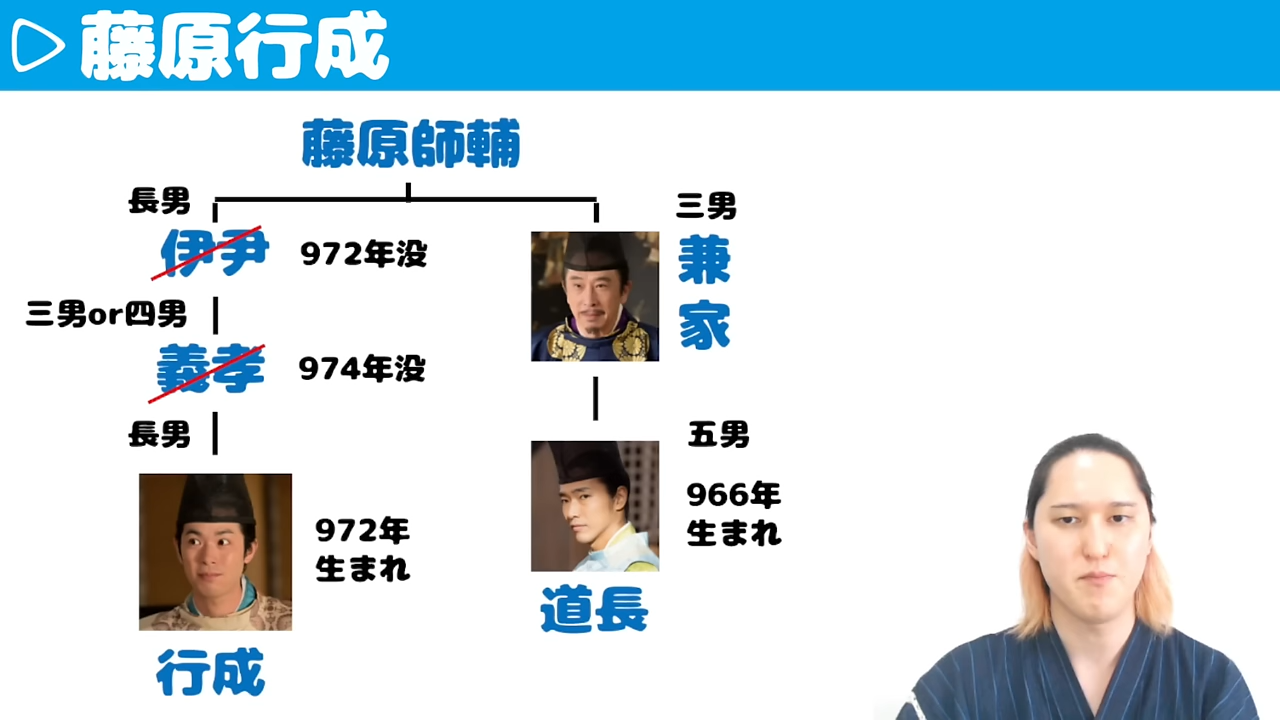 藤原行成
藤原師輔
長男
伊尹
972年没
三男or四男
義孝
974年没
長男
972年
生まれ
行成
三男
兼
家
五男
966年
生まれ
道長